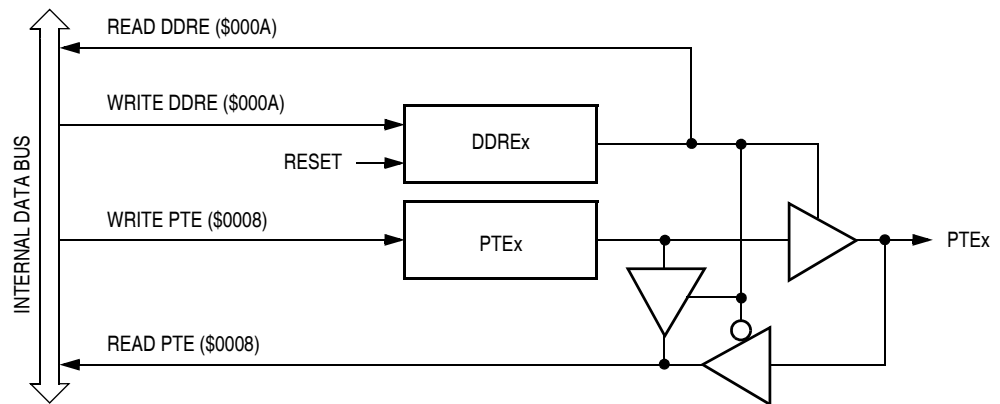 READ DDRE ($000A)
WRITE DDRE ($000A)
DDREx
RESET
INTERNAL DATA BUS
WRITE PTE ($0008)
PTEx
PTEx
READ PTE ($0008)